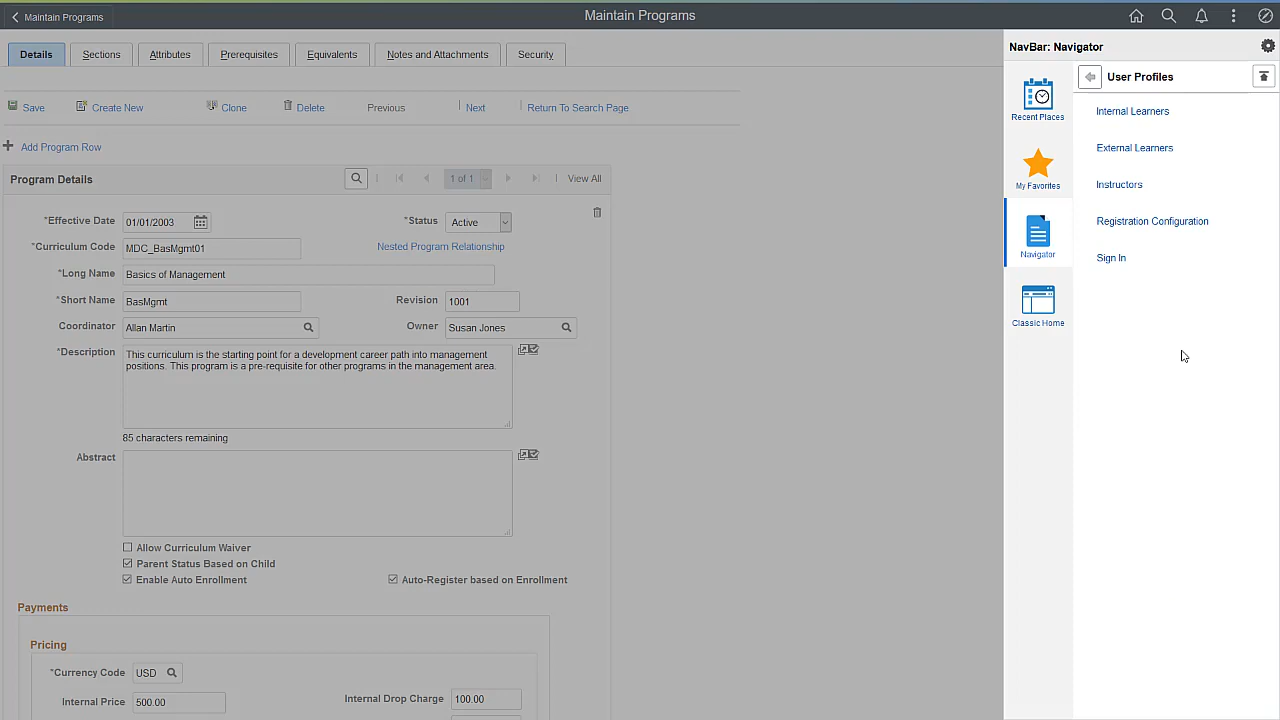 Maintain Programs
Maintain Programs
Details Sections Attributes Prerequisites Equivalents Notes and Attachments Security
Save Create New Clone Delete Previous Next Return To Search Page
Add Program Row
Program Details 1 of 1 View All
*Effective Date 01/01/2003 *Status Active
*Curriculum Code MDC_BasMgmt01 Nested Program Relationship
*Long Name Basics of Management
*Short Name BasMgmt Revision 1001
Coordinator Allan Martin Owner Susan Jones
*Description This curriculum is the starting point for a development career path into management
positions. This program is a pre-requisite for other programs in the management area.
85 characters remaining
Abstract
Allow Curriculum Waiver
Parent Status Based on Child
Enable Auto Enrollment Auto-Register based on Enrollment
Payments
Pricing
*Currency Code USD
Internal Price 500.00 Internal Drop Charge 100.00
NavBar: Navigator
Recent Places
My Favorites
Navigator
Classic Home
User Profiles
Internal Learners
External Learners
Instructors
Registration Configuration
Sign In